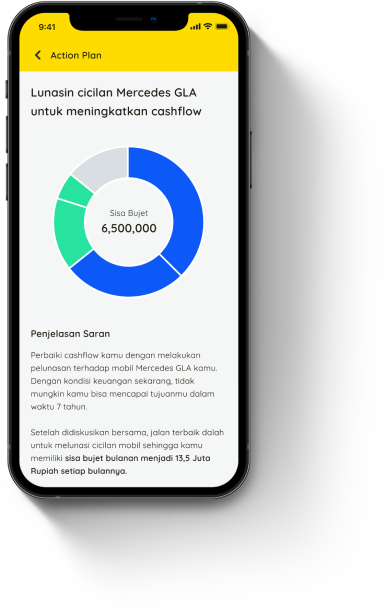 9:41
Action Plan
Lunasin cicilan Mercedes GLA
untuk meningkatkan cashflow
Sisa Bujet
6,500,000
Penjelasan Saran
Perbaiki cashflow kamu dengan melakukan
pelunasan terhadap mobil Mercedes GLA kamu.
Dengan kondisi keuangan sekarang, tidak
mungkin kamu bisa mencapai tujuanmu dalam
waktu 7 tahun.
Setelah didiskusikan bersama, jalan terbaik dalah
untuk melunasi cicilan mobil sehingga kamu
memiliki sisa bujet bulanan menjadi 13,5 Juta
Rupiah setiap bulannya.